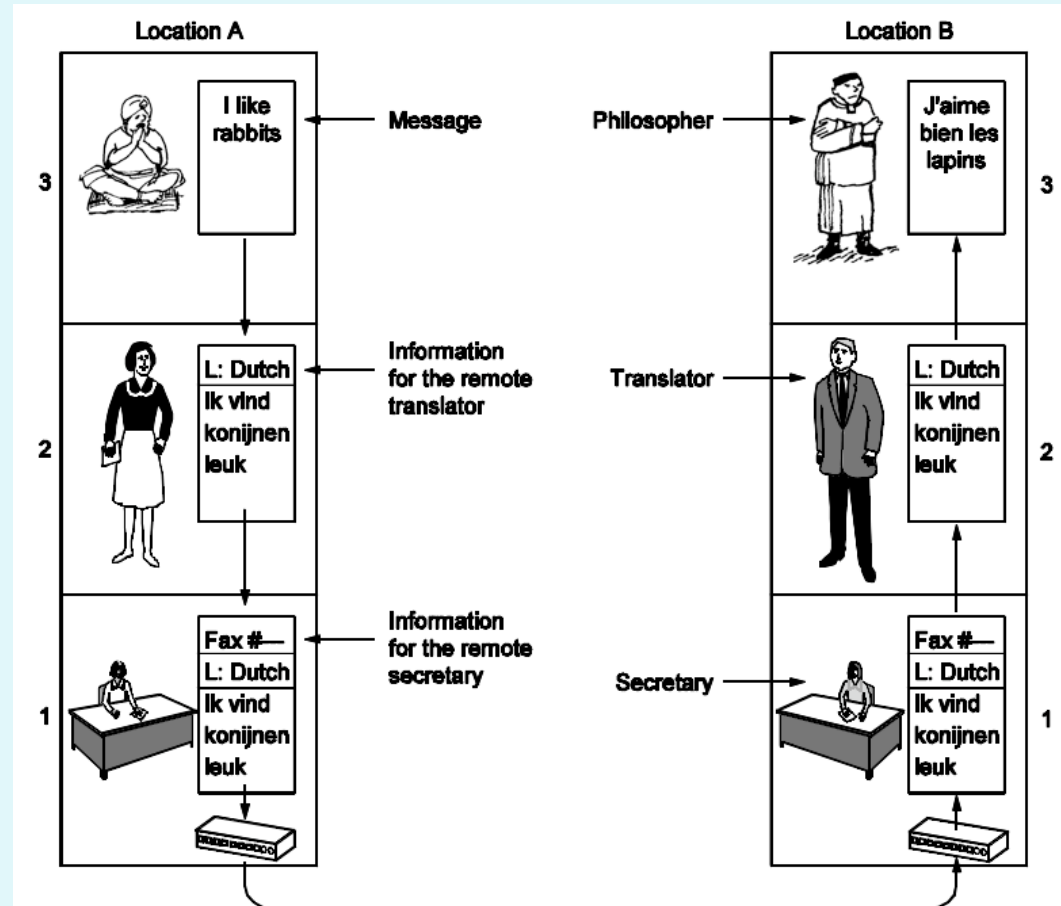 Location A
Location B
I like
rabbits
Message
Philosopher
J'aime
bien les
lapins
3
3
L: Dutch
Ik vind
konijnen
leuk
Information
for the remote
translator
Translator
L: Dutch
Ik vind
konijnen
leuk
2
2
Fax #—
L: Dutch
Ik vind
konijnen
leuk
Information
for the remote
secretary
Secretary
Fax #—
L: Dutch
Ik vind
konijnen
leuk
1
1